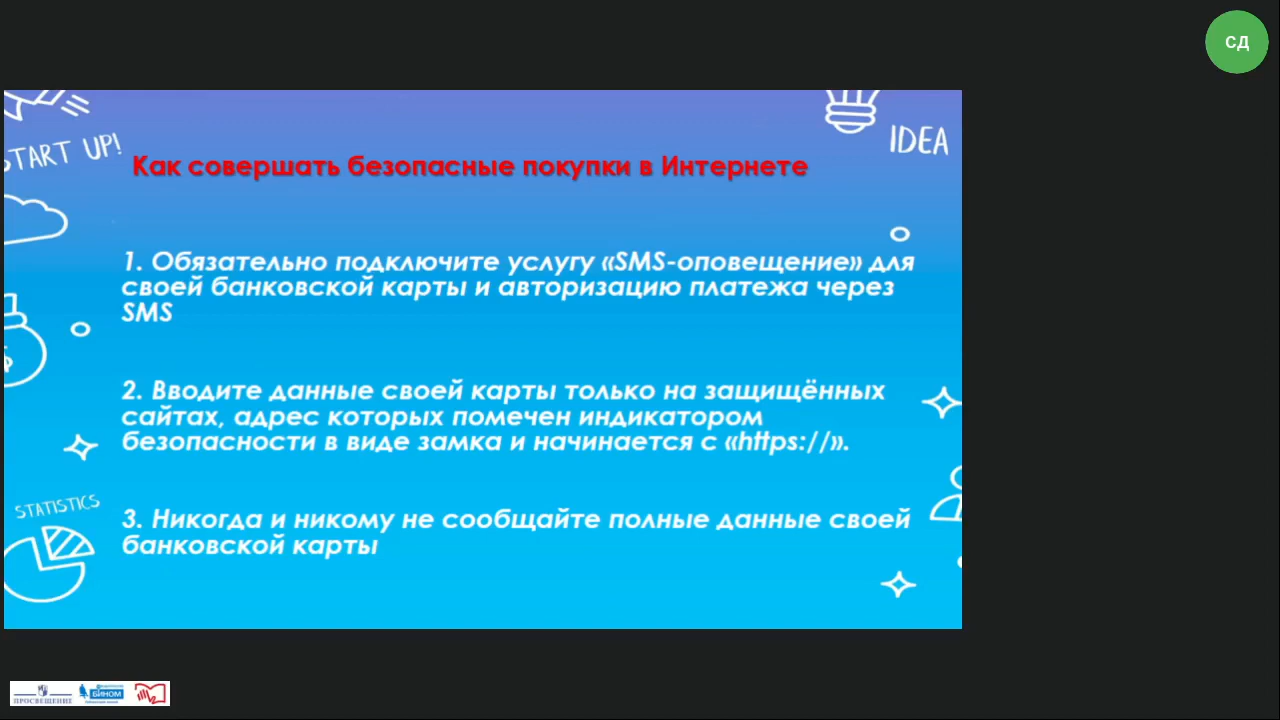 СД
START UP!
IDEA
Как совершать безопасные покупки в Интернете
1. Обязательно подключите услугу «SMS-оповещение» для
своей банковской карты и авторизацию платежа через
SMS
2. Вводите данные своей карты только на защищённых
сайтах, адрес которых помечен индикатором
безопасности в виде замка и начинается с «https://».
STATISTICS
3. Никогда и никому не сообщайте полные данные своей
банковской карты
ПРОСВЕЩЕНИЕ
БИНОМ